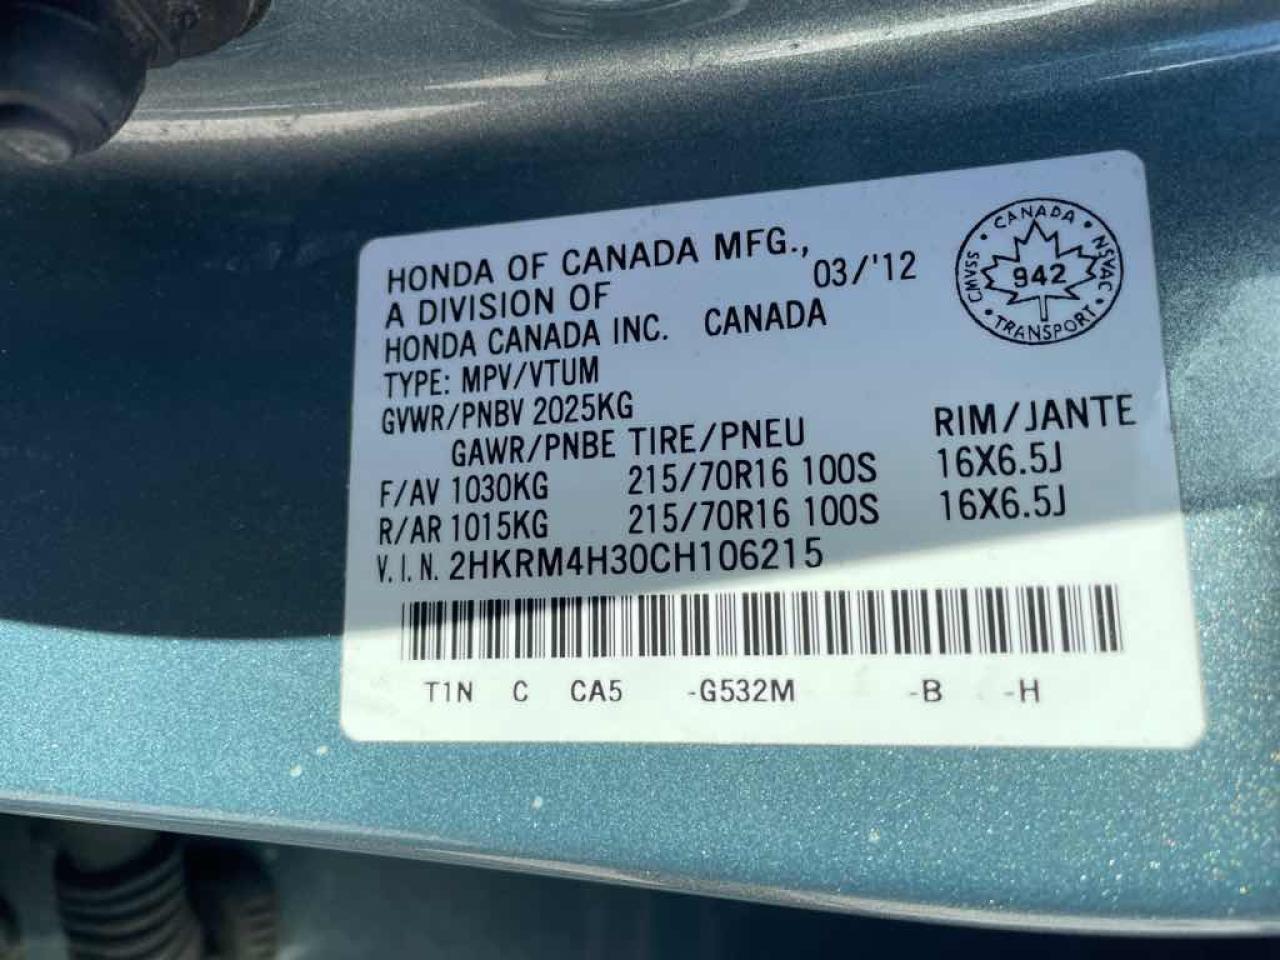 HONDA OF CANADA MFG., 03/'12
A DIVISION OF
HONDA CANADA INC. CANADA
TYPE: MPV/VTUM
GVWR/PNBV 2025KG
GAWR/PNBE TIRE/PNEU RIM/JANTE
F/AV 1030KG 215/70R16 100S 16X6.5J
R/AR 1015KG 215/70R16 100S 16X6.5J
V.I.N. 2HKRM4H30CH106215
T1N C CA5 -G532M -B -H
CANADA • NSVAC • TRANSPORT • CMVSS •
942